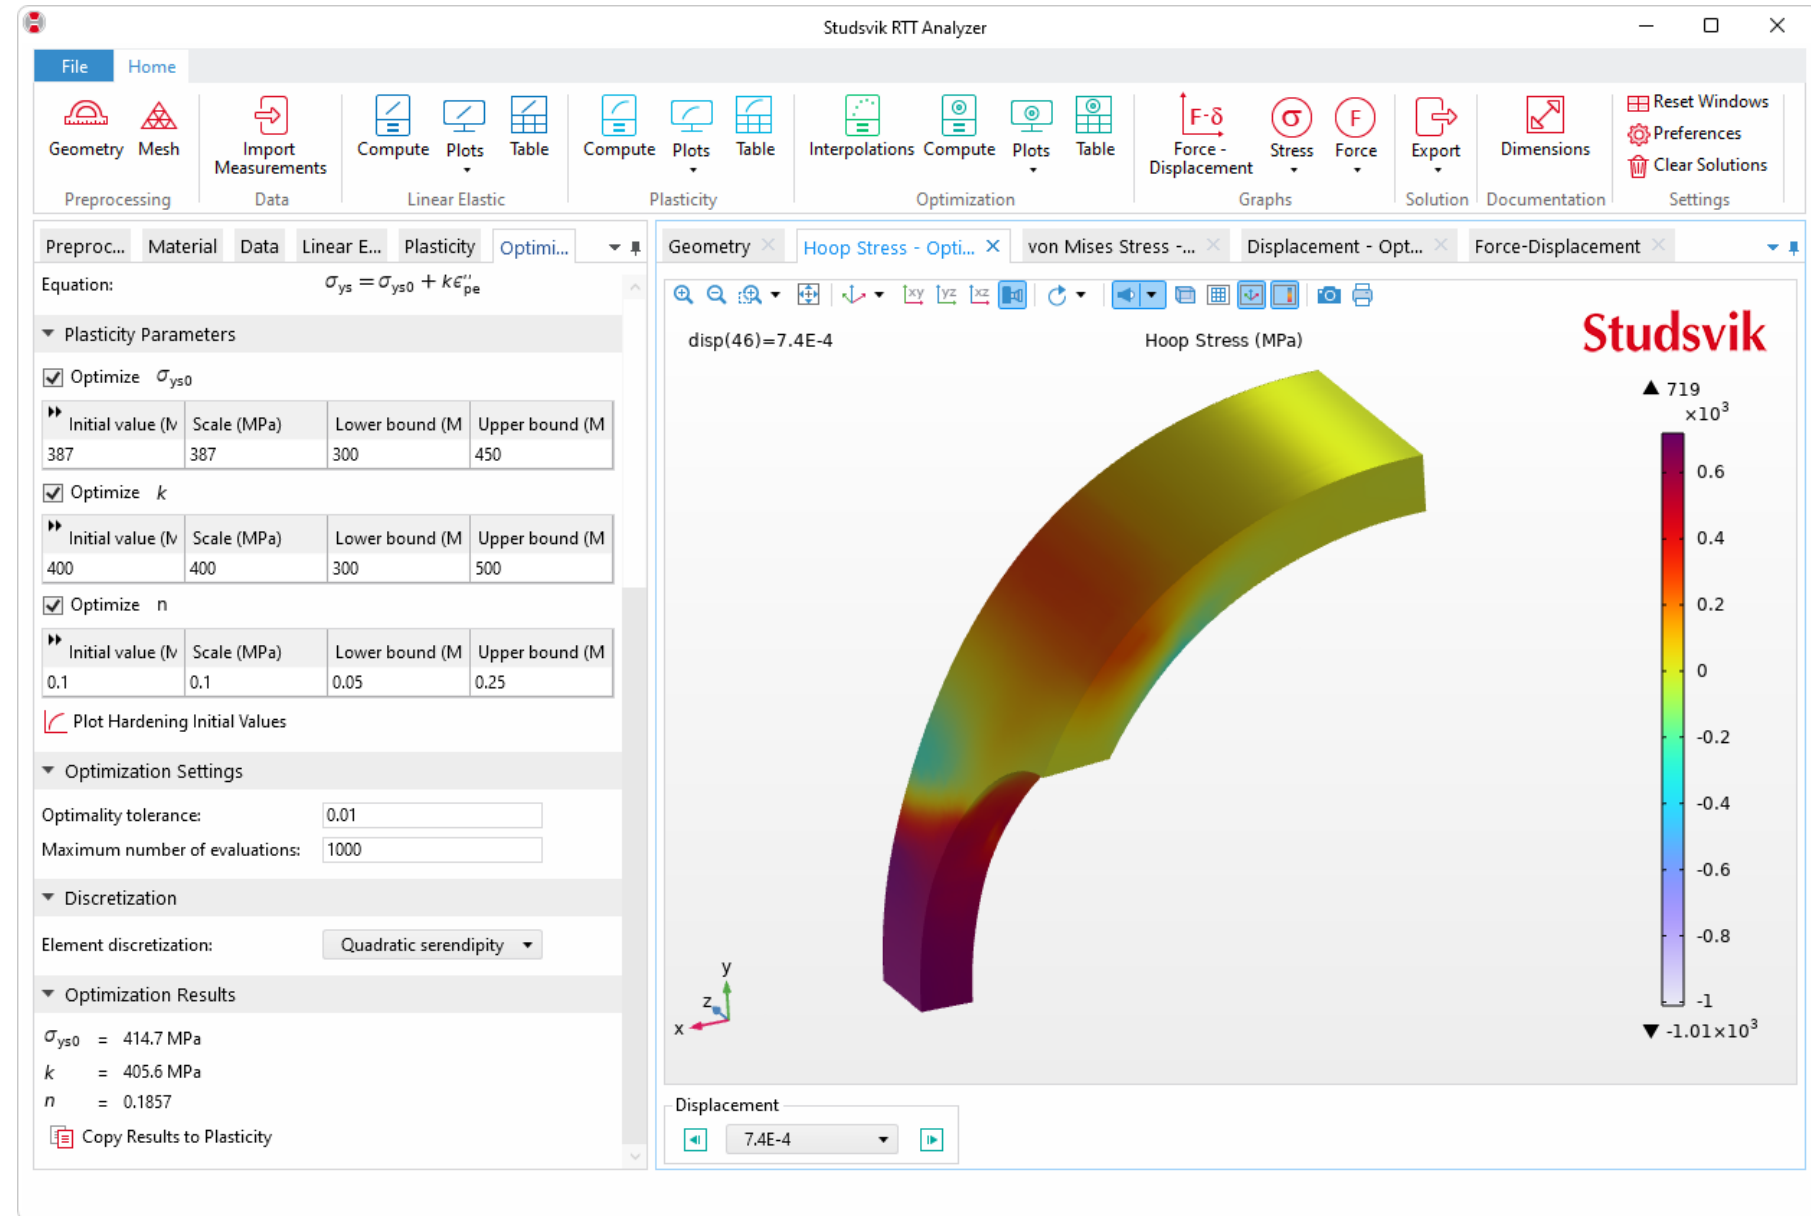 Studsvik RTT Analyzer
File Home
Geometry Mesh Import Measurements Compute Plots Table Compute Plots Table Interpolations Compute Plots Table F-δ Force - Displacement σ Stress F Force Export Dimensions Reset Windows
Preferences
Clear Solutions
Preprocessing Data Linear Elastic Plasticity Optimization Graphs Solution Documentation Settings
Preproc... Material Data Linear E... Plasticity Optimi...
Equation: σys = σys0 + kϵⁿpe
Plasticity Parameters
Optimize σys0
Initial value (M Scale (MPa) Lower bound (M Upper bound (M
387 387 300 450
Optimize k
Initial value (M Scale (MPa) Lower bound (M Upper bound (M
400 400 300 500
Optimize n
Initial value (M Scale (MPa) Lower bound (M Upper bound (M
0.1 0.1 0.05 0.25
Plot Hardening Initial Values
Optimization Settings
Optimality tolerance: 0.01
Maximum number of evaluations: 1000
Discretization
Element discretization: Quadratic serendipity
Optimization Results
σys0 = 414.7 MPa
k = 405.6 MPa
n = 0.1857
Copy Results to Plasticity
Geometry Hoop Stress - Opti... von Mises Stress -... Displacement - Opt... Force-Displacement
xy yz xz
Studsvik
disp(46)=7.4E-4 Hoop Stress (MPa)
▲ 719
×10³
0.6
0.4
0.2
0
-0.2
-0.4
-0.6
-0.8
-1
▼ -1.01×10³
y
z
x
Displacement
7.4E-4